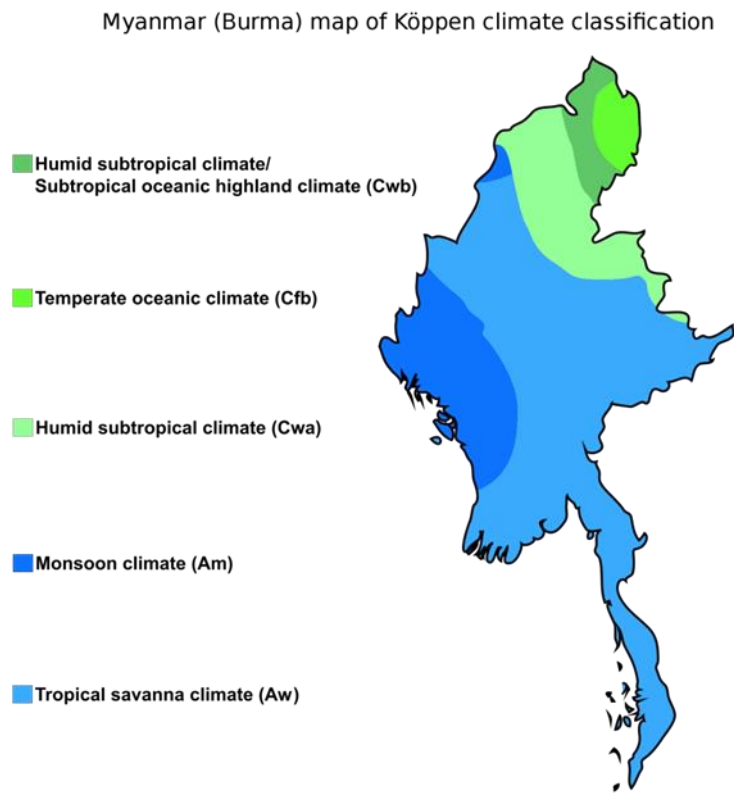 Myanmar (Burma) map of Köppen climate classification
Humid subtropical climate/
Subtropical oceanic highland climate (Cwb)
Temperate oceanic climate (Cfb)
Humid subtropical climate (Cwa)
Monsoon climate (Am)
Tropical savanna climate (Aw)